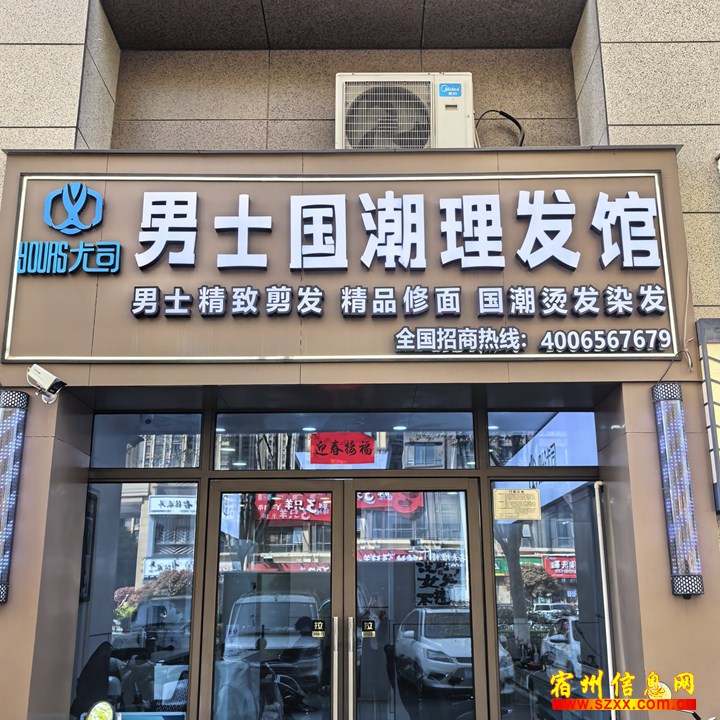 Midea
YOURS尤司
男士国潮理发馆
男士精致剪发 精品修面 国潮烫发染发
全国招商热线：4006567679
迎春接福
拉
拉
宿州信息网
www.szxx.com.cn